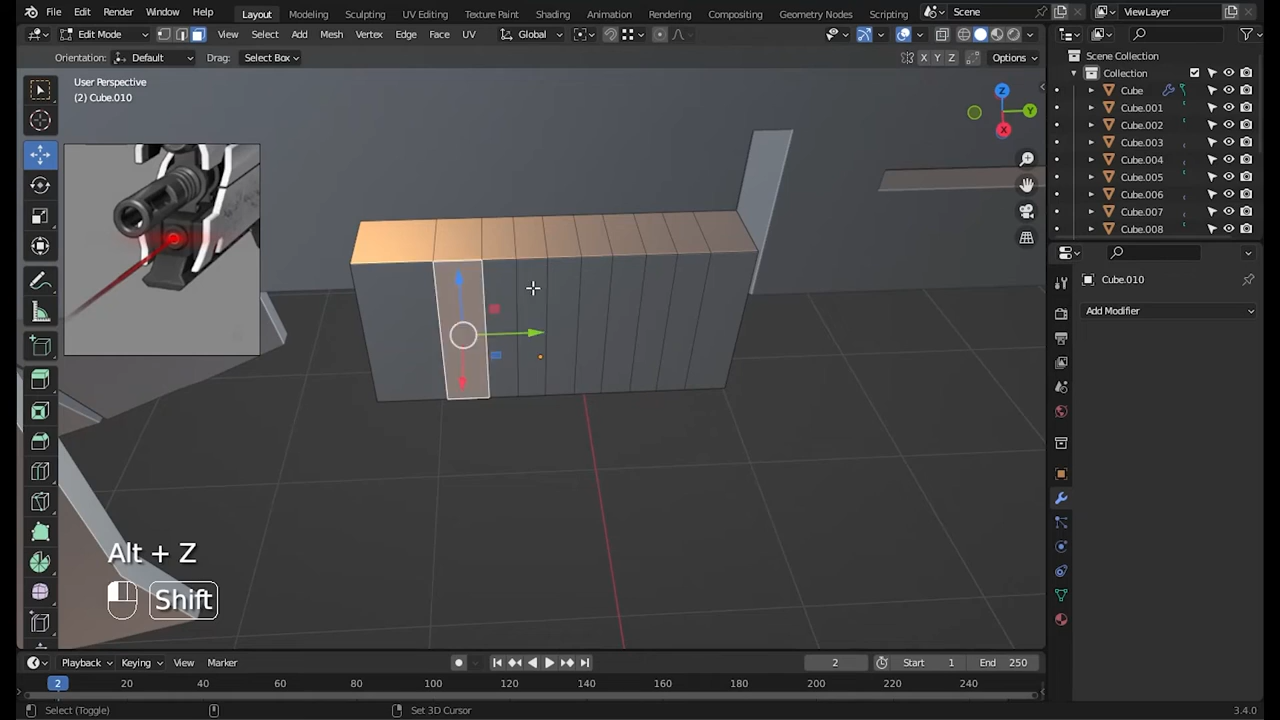 File Edit Render Window Help Layout Modeling Sculpting UV Editing Texture Paint Shading Animation Rendering Compositing Geometry Nodes Scripting Scene ViewLayer
Edit Mode View Select Add Mesh Vertex Edge Face UV Global
Orientation: Default Drag: Select Box X Y Z Options
User Perspective
(2) Cube.010
Z
Y
X
Scene Collection
Collection
Cube
Cube.001
Cube.002
Cube.003
Cube.004
Cube.005
Cube.006
Cube.007
Cube.008
Cube.010
Add Modifier
Alt + Z
Shift
Playback Keying View Marker 2 Start 1 End 250
2 20 40 60 80 100 120 140 160 180 200 220 240
Select (Toggle) Set 3D Cursor 3.4.0